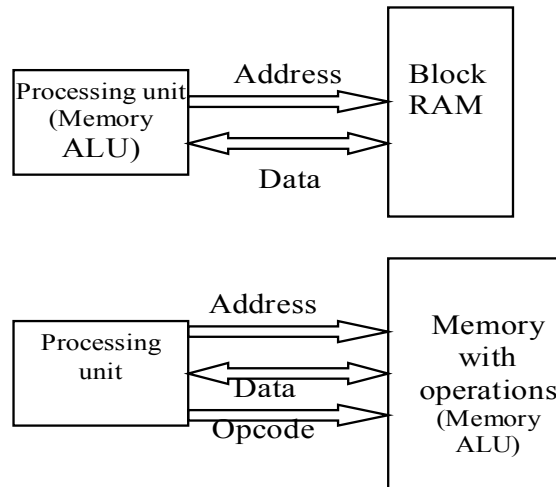 Processing unit
(Memory
ALU)
Address
Data
Block
RAM
Processing
unit
Address
Data
Opcode
Memory
with
operations
(Memory
ALU)